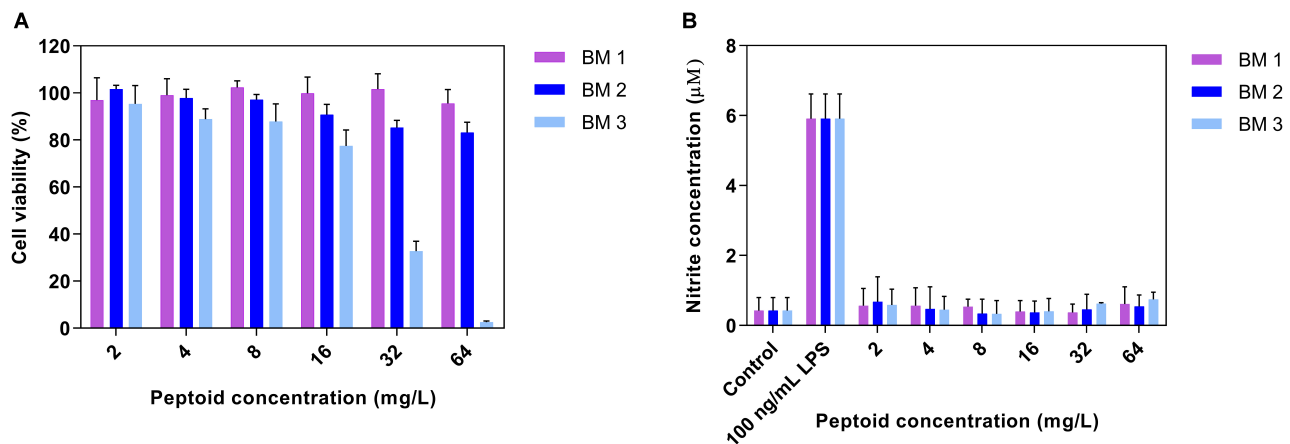 A
120
100
80
60
40
20
0
Cell viability (%)
2
4
8
16
32
64
Peptoid concentration (mg/L)
BM 1
BM 2
BM 3
B
8
6
4
2
0
Nitrite concentration (μM)
Control
100 ng/mL LPS
2
4
8
16
32
64
Peptoid concentration (mg/L)
BM 1
BM 2
BM 3